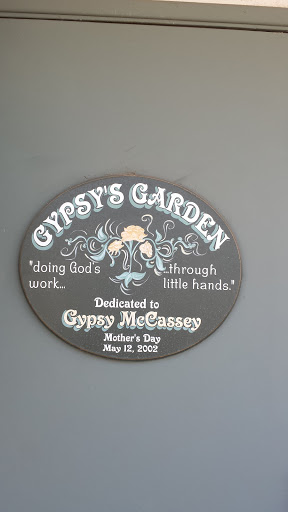 GYPSY'S GARDEN
"doing God's ...through
work... little hands."
Dedicated to
Gypsy McCassey
Mother's Day
May 12, 2002